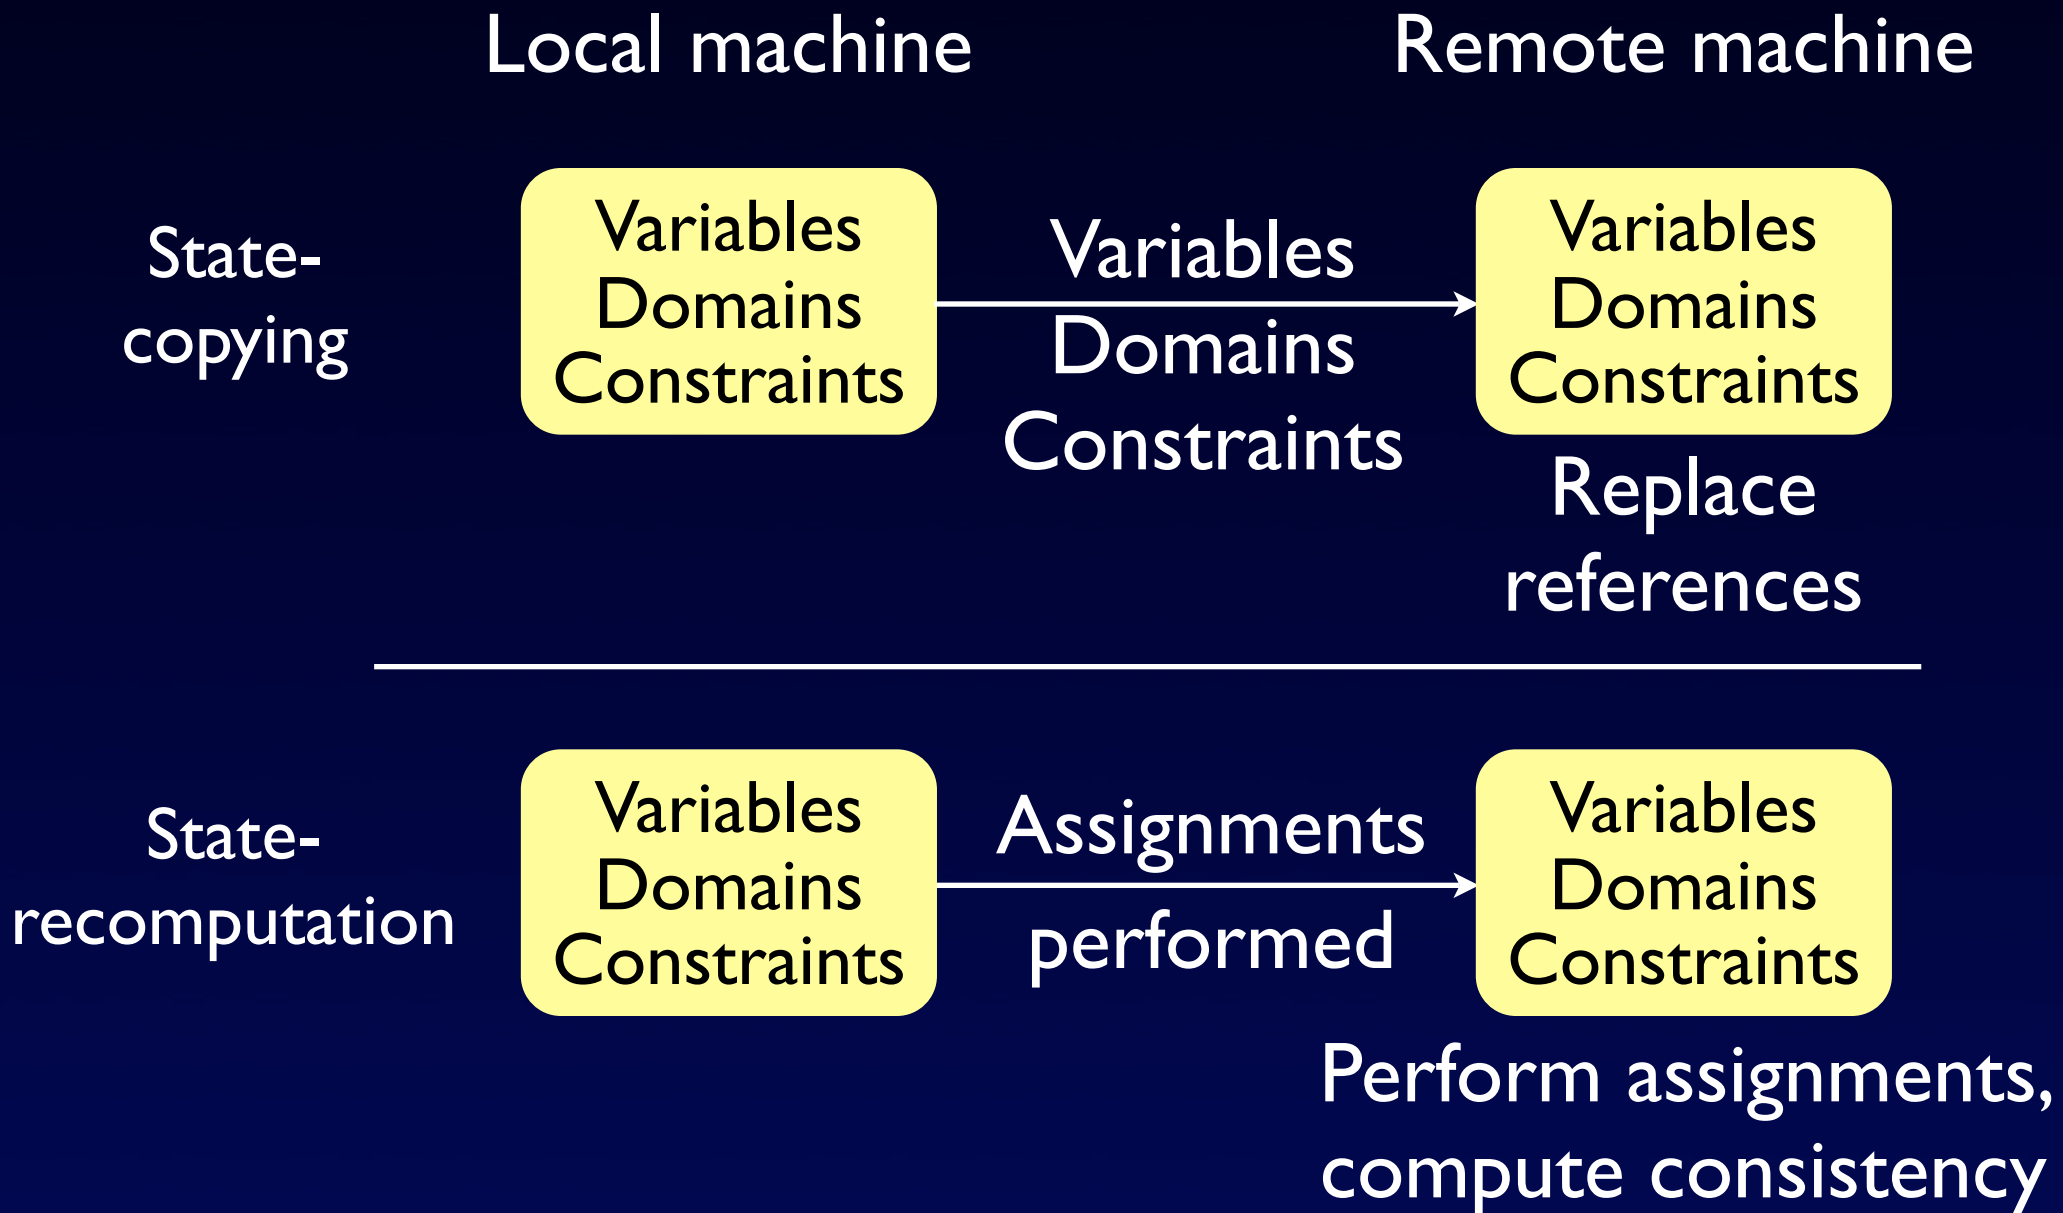 Local machine
Remote machine
State-
copying
Variables
Domains
Constraints
Variables
Domains
Constraints
Variables
Domains
Constraints
Replace
references
State-
recomputation
Variables
Domains
Constraints
Assignments
performed
Variables
Domains
Constraints
Perform assignments,
compute consistency